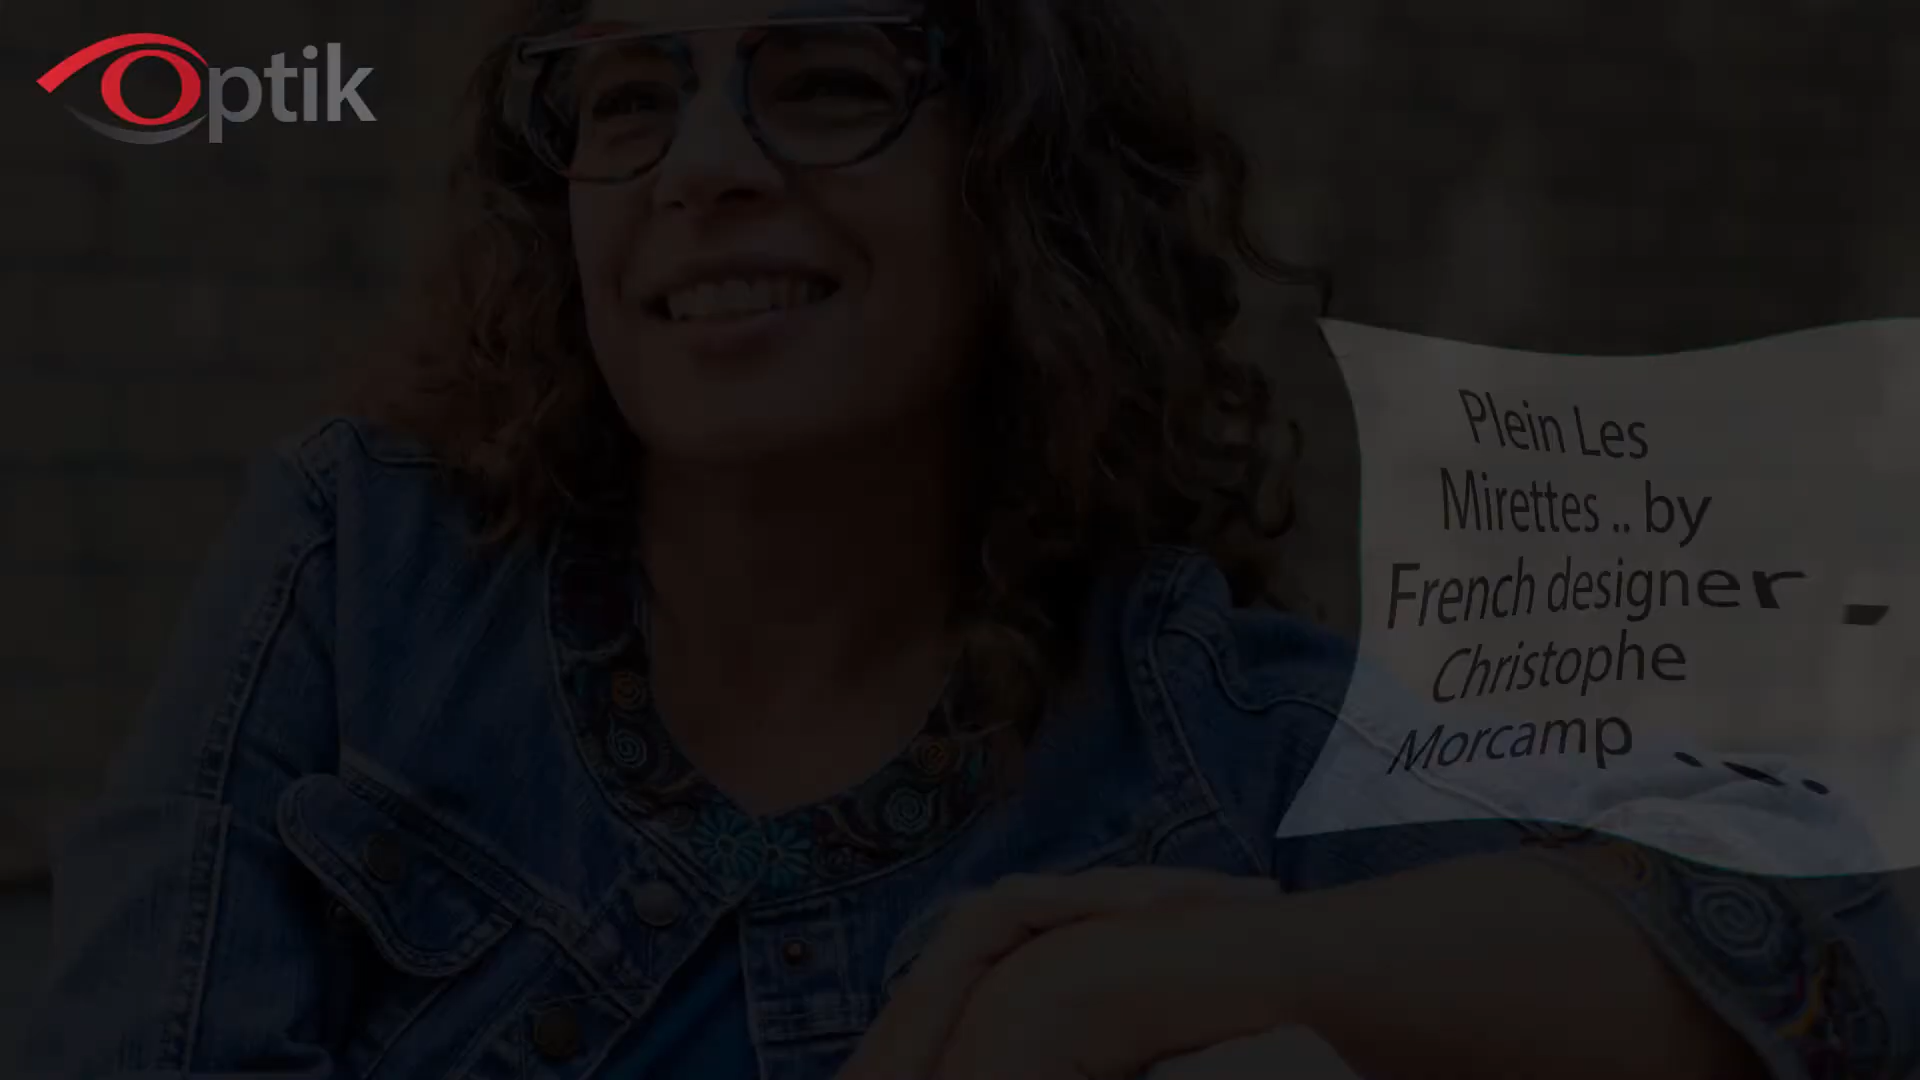 Optik
Plein Les
Mirettes .. by
French designer
Christophe
Morcamp